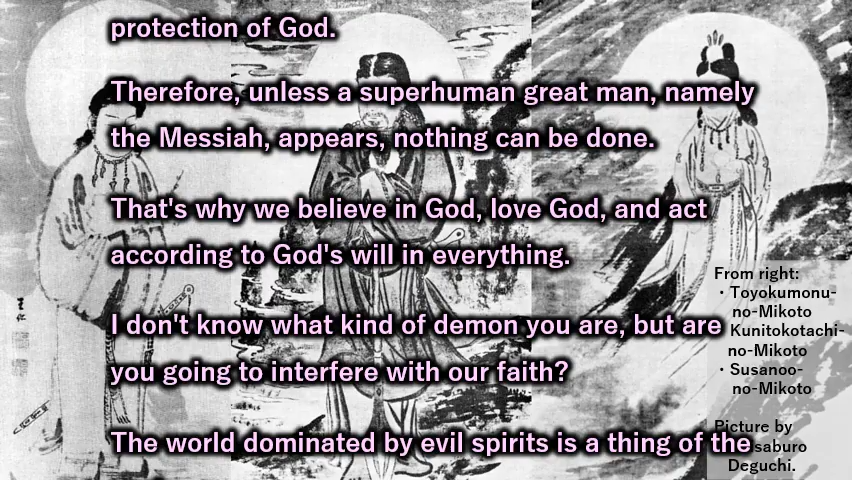 protection of God.
Therefore, unless a superhuman great man, namely
the Messiah, appears, nothing can be done.
That's why we believe in God, love God, and act
according to God's will in everything.
I don't know what kind of demon you are, but are
you going to interfere with our faith?
The world dominated by evil spirits is a thing of the
From right:
・Toyokumonu-
no-Mikoto
Kunitokotachi-
no-Mikoto
・Susanoo-
no-Mikoto
Picture by
saburo
Deguchi.